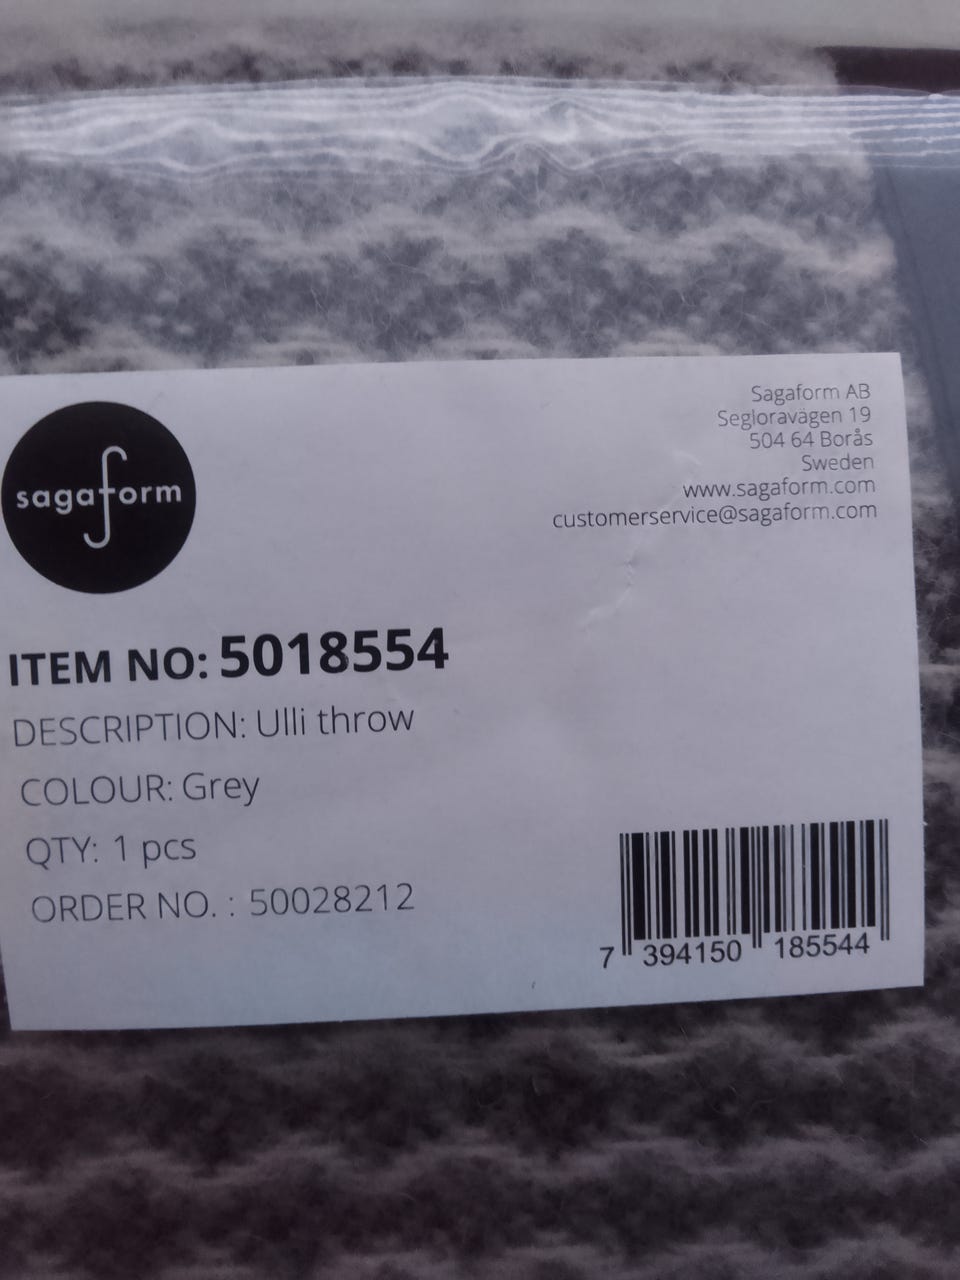 sagaform
Sagaform AB
Segloravägen 19
504 64 Borås
Sweden
www.sagaform.com
customerservice@sagaform.com
ITEM NO: 5018554
DESCRIPTION: Ulli throw
COLOUR: Grey
QTY: 1 pcs
ORDER NO. : 50028212
7 394150 185544